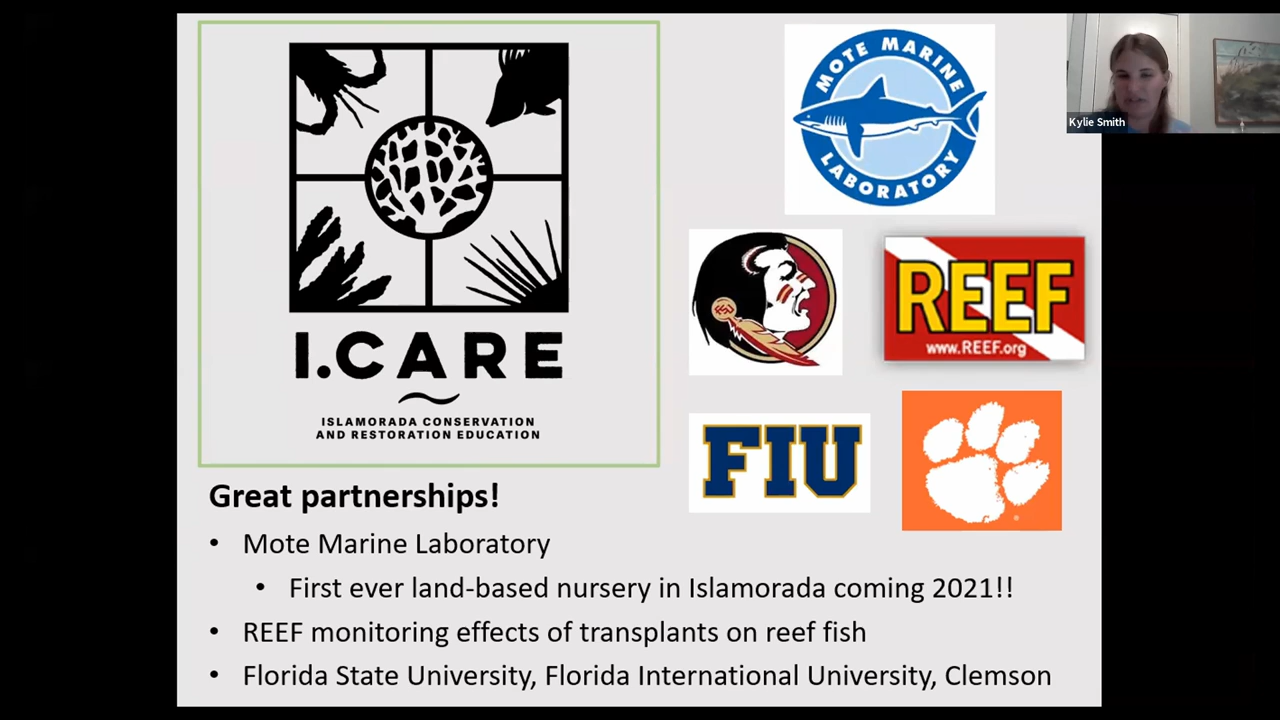 I.CARE
ISLAMORADA CONSERVATION
AND RESTORATION EDUCATION
MOTE MARINE
LABORATORY
FSU
REEF
www.REEF.org
FIU
Kylie Smith
Great partnerships!
• Mote Marine Laboratory
• First ever land-based nursery in Islamorada coming 2021!!
• REEF monitoring effects of transplants on reef fish
• Florida State University, Florida International University, Clemson